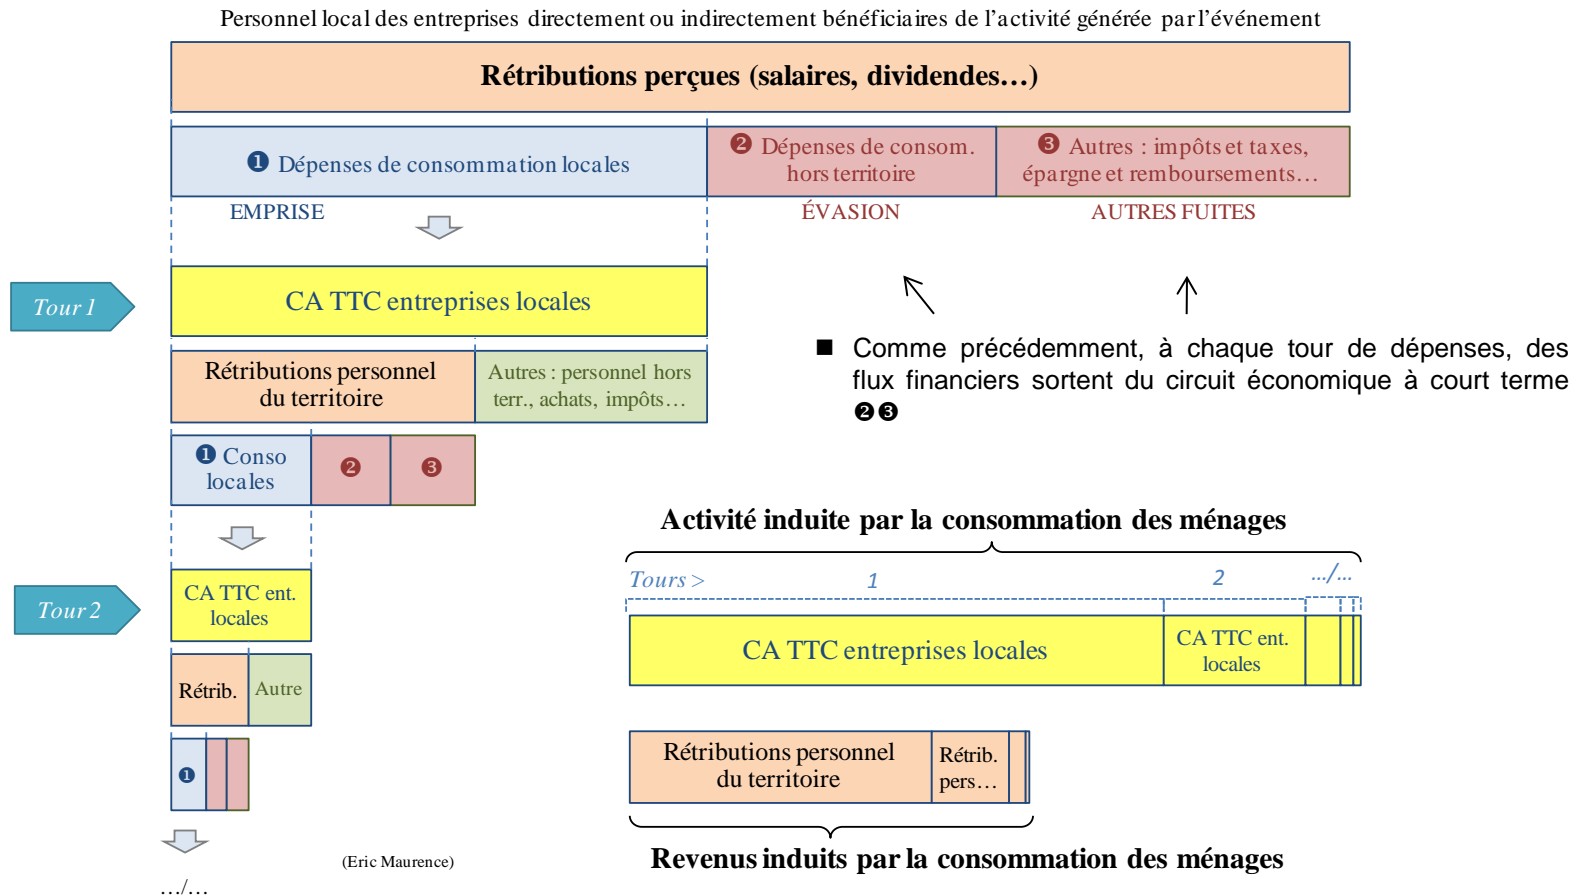 Personnel local des entreprises directement ou indirectement bénéficiaires de l’activité générée par l’événement
Rétributions perçues (salaires, dividendes…)
❶ Dépenses de consommation locales
❷ Dépenses de consom.
hors territoire
❸ Autres : impôts et taxes,
épargne et remboursements…
EMPRISE
ÉVASION
AUTRES FUITES
Tour 1
CA TTC entreprises locales
Rétributions personnel
du territoire
Autres : personnel hors
terr., achats, impôts…
■ Comme précédemment, à chaque tour de dépenses, des
flux financiers sortent du circuit économique à court terme
❷❸
❶ Conso
locales
❷
❸
Tour 2
CA TTC ent.
locales
Rétrib.
Autre
❶
…/…
(Eric Maurence)
Activité induite par la consommation des ménages
Tours >
1
2
…/…
CA TTC entreprises locales
CA TTC ent.
locales
Rétributions personnel
du territoire
Rétrib.
pers…
Revenus induits par la consommation des ménages